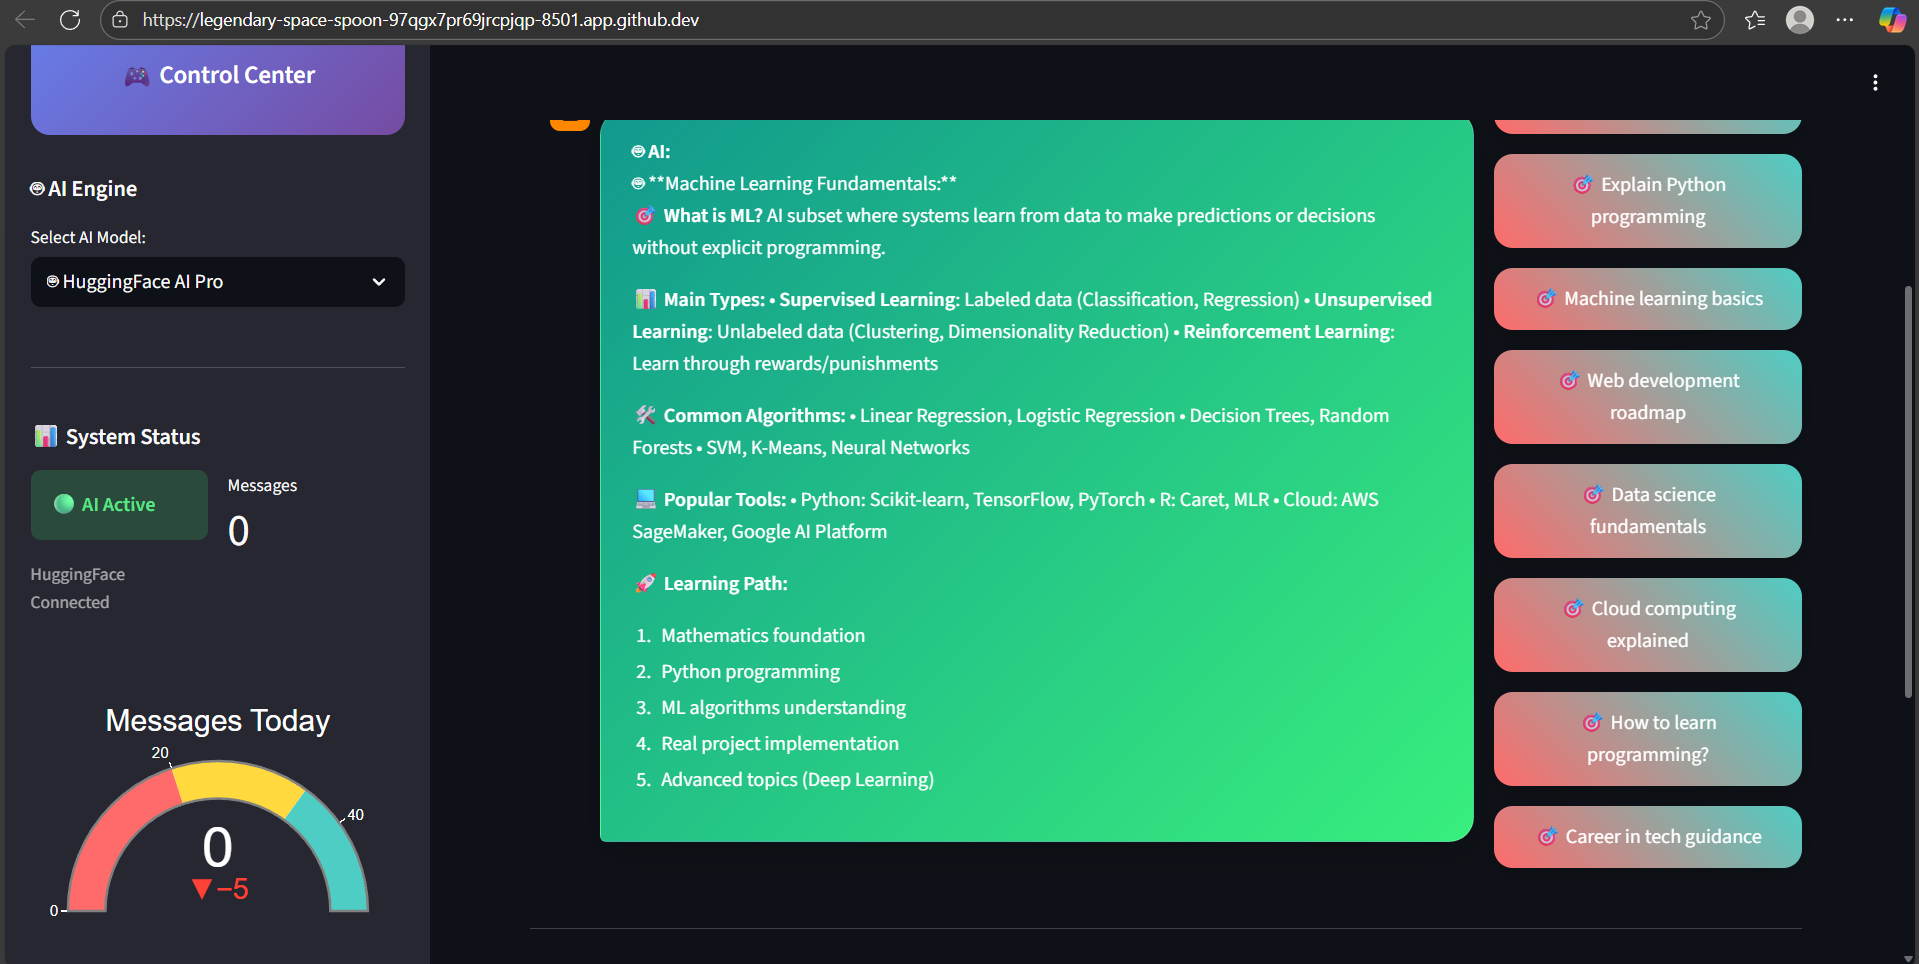 https://legendary-space-spoon-97qgx7pr69jrcpjqp-8501.app.github.dev
🎮 Control Center
AI Engine
Select AI Model:
HuggingFace AI Pro
📊 System Status
AI Active
Messages
0
HuggingFace
Connected
Messages Today
20
40
0
0
▼−5
AI:
**Machine Learning Fundamentals:**
🎯 What is ML? AI subset where systems learn from data to make predictions or decisions
without explicit programming.
📊 Main Types: • Supervised Learning: Labeled data (Classification, Regression) • Unsupervised
Learning: Unlabeled data (Clustering, Dimensionality Reduction) • Reinforcement Learning:
Learn through rewards/punishments
🛠 Common Algorithms: • Linear Regression, Logistic Regression • Decision Trees, Random
Forests • SVM, K-Means, Neural Networks
💻 Popular Tools: • Python: Scikit-learn, TensorFlow, PyTorch • R: Caret, MLR • Cloud: AWS
SageMaker, Google AI Platform
🚀 Learning Path:
1. Mathematics foundation
2. Python programming
3. ML algorithms understanding
4. Real project implementation
5. Advanced topics (Deep Learning)
🎯 Explain Python
programming
🎯 Machine learning basics
🎯 Web development
roadmap
🎯 Data science
fundamentals
🎯 Cloud computing
explained
🎯 How to learn
programming?
🎯 Career in tech guidance